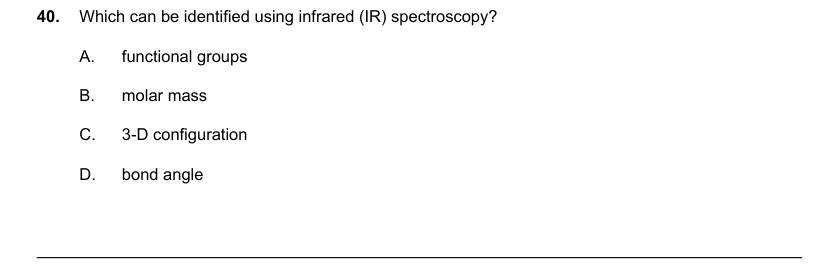 40. Which can be identified using infrared (IR) spectroscopy?
A. functional groups
B. molar mass
C. 3-D configuration
D. bond angle